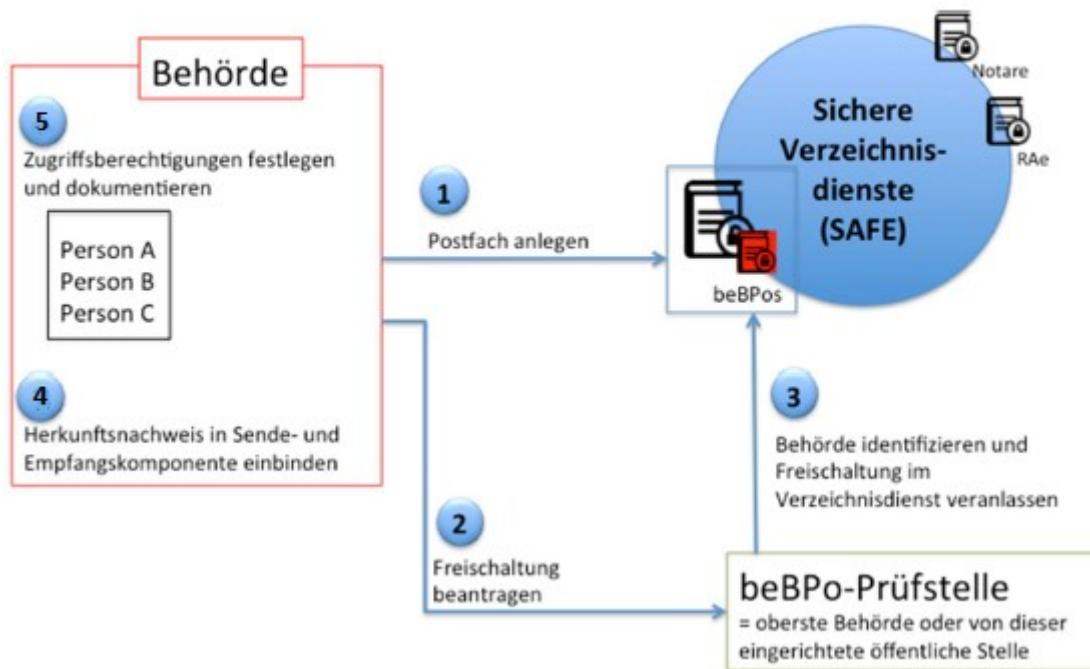 Behörde
5
Zugriffsberechtigungen festlegen
und dokumentieren
Person A
Person B
Person C
4
Herkunftsnachweis in Sende- und
Empfangskomponente einbinden
1
Postfach anlegen
2
Freischaltung
beantragen
Sichere
Verzeichnis-
dienste
(SAFE)
Notare
RAe
beBPos
3
Behörde identifizieren und
Freischaltung im
Verzeichnisdienst veranlassen
beBPo-Prüfstelle
= oberste Behörde oder von dieser
eingerichtete öffentliche Stelle